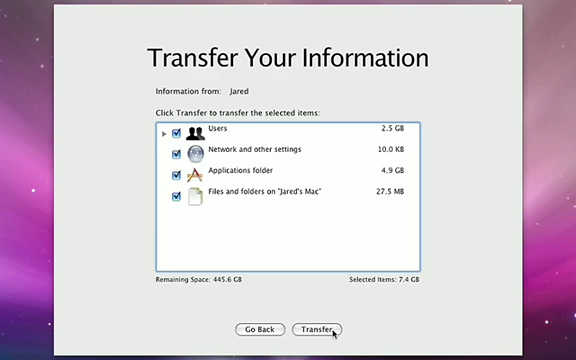 Transfer Your Information
Information from: Jared
Click Transfer to transfer the selected items:
Users 2.5 GB
Network and other settings 10.0 KB
Applications folder 4.9 GB
Files and folders on "Jared's Mac" 27.5 MB
Remaining Space: 445.6 GB Selected Items: 7.4 GB
Go Back Transfer